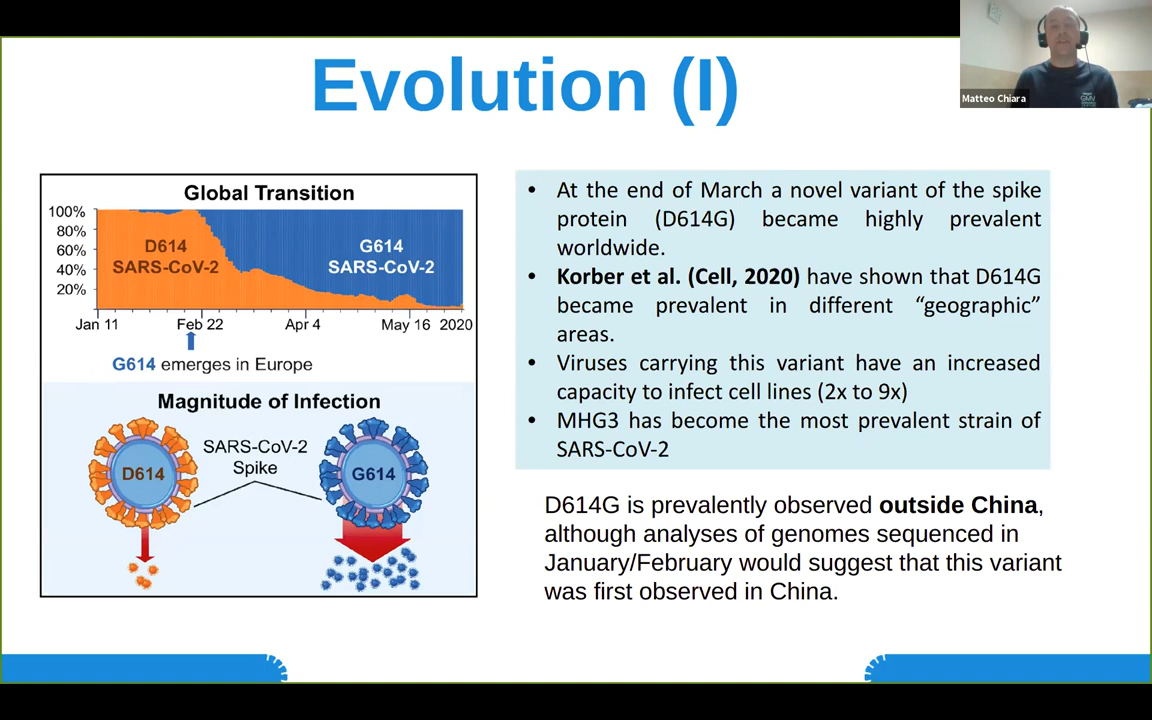 Evolution (I)
Matteo Chiara
Global Transition
100%
80%
60%
40%
20%
D614
SARS-CoV-2
G614
SARS-CoV-2
Jan 11 Feb 22 Apr 4 May 16 2020
G614 emerges in Europe
Magnitude of Infection
SARS-CoV-2
Spike
D614
G614
• At the end of March a novel variant of the spike
protein (D614G) became highly prevalent
worldwide.
• Korber et al. (Cell, 2020) have shown that D614G
became prevalent in different “geographic”
areas.
• Viruses carrying this variant have an increased
capacity to infect cell lines (2x to 9x)
• MHG3 has become the most prevalent strain of
SARS-CoV-2
D614G is prevalently observed outside China,
although analyses of genomes sequenced in
January/February would suggest that this variant
was first observed in China.